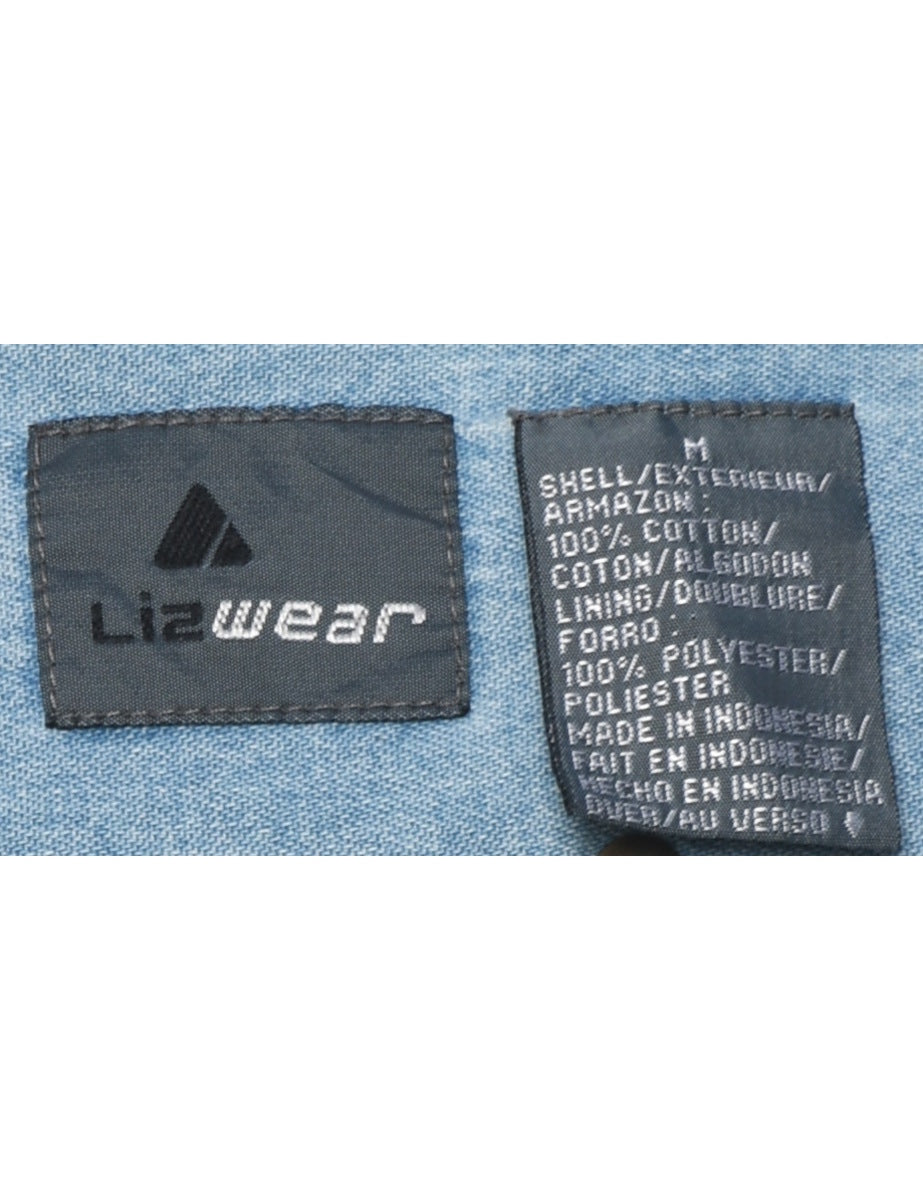 Lizwear
M
SHELL/EXTERIEUR/
ARMAZON :
100% COTTON/
COTON/ALGODON
LINING/DOUBLURE/
FORRO :
100% POLYESTER/
POLIESTER
MADE IN INDONESIA/
FAIT EN INDONESIE/
HECHO EN INDONESIA
OVER/AU VERSO